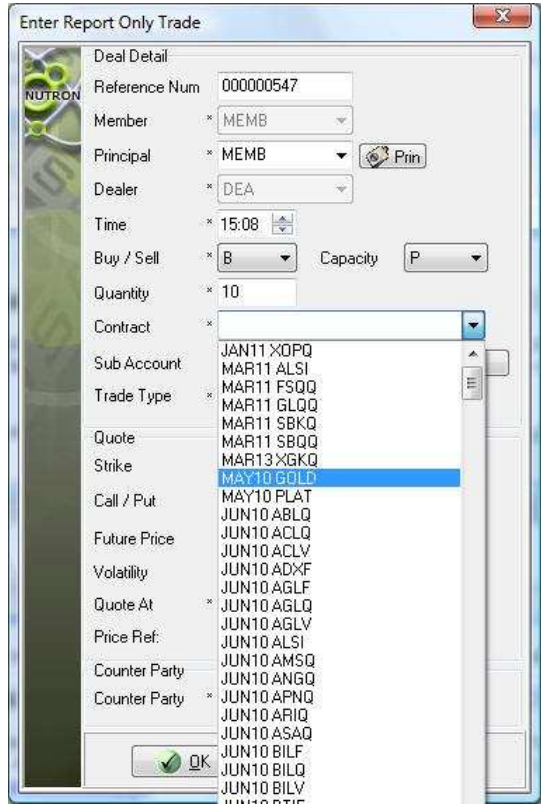 Enter Report Only Trade
X
NUTRON
Deal Detail
Reference Num 000000547
Member * MEMB
Principal * MEMB Prin
Dealer * DEA
Time * 15:08
Buy / Sell * B Capacity P
Quantity * 10
Contract *
Sub Account
Trade Type *
Quote
Strike
Call / Put
Future Price
Volatility
Quote At *
Price Ref:
Counter Party
Counter Party *
OK
JAN11 XOPQ
MAR11 ALSI
MAR11 FSQQ
MAR11 GLQQ
MAR11 SBKQ
MAR11 SBQQ
MAR13 XGKQ
MAY10 GOLD
MAY10 PLAT
JUN10 ABLQ
JUN10 ACLQ
JUN10 ACLV
JUN10 ADXF
JUN10 AGLF
JUN10 AGLQ
JUN10 AGLV
JUN10 ALSI
JUN10 AMSQ
JUN10 ANGQ
JUN10 APNQ
JUN10 ARIQ
JUN10 ASAQ
JUN10 BILF
JUN10 BILQ
JUN10 BILV